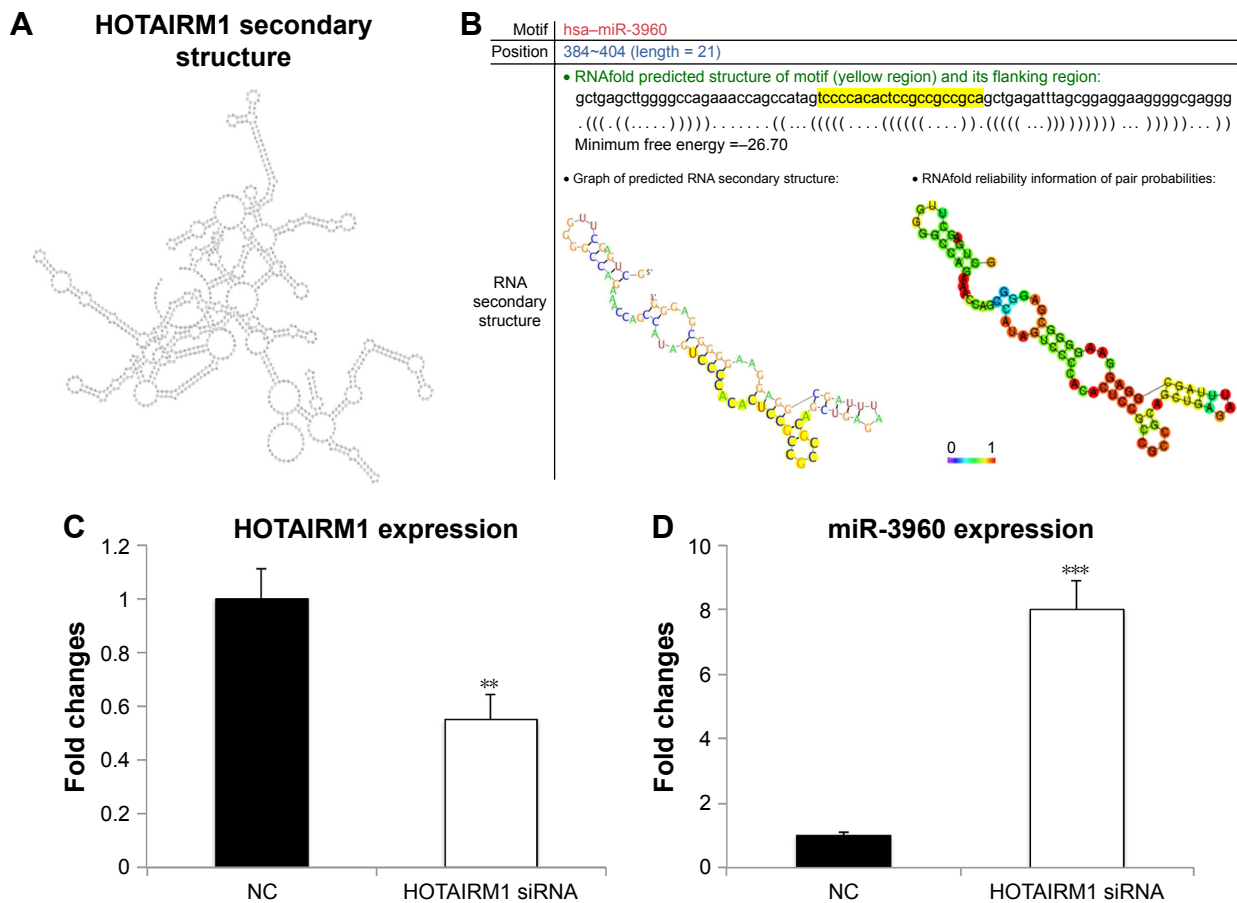 A
HOTAIRM1 secondary
structure
B
Motif
hsa–miR-3960
Position
384~404 (length = 21)
RNA
secondary
structure
• RNAfold predicted structure of motif (yellow region) and its flanking region:
gctgagcttggggccagaaaccagccatagtccccacactccgccgccgcagctgagatttagcggaggaaggggcgaggg
.(((.((.....))))).......((...(((((....((((((....)).(((((...)))))))))...)))))...))
Minimum free energy =–26.70
• Graph of predicted RNA secondary structure:
• RNAfold reliability information of pair probabilities:
5'
3'
0 1
C
HOTAIRM1 expression
Fold changes
1.2
1
0.8
0.6
0.4
0.2
0
**
NC
HOTAIRM1 siRNA
D
miR-3960 expression
Fold changes
10
8
6
4
2
0
***
NC
HOTAIRM1 siRNA